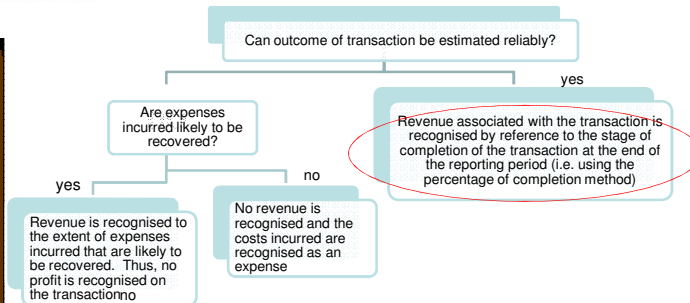 Can outcome of transaction be estimated reliably?
yes
Are expenses
incurred likely to be
recovered?
Revenue associated with the transaction is
recognised by reference to the stage of
completion of the transaction at the end of
the reporting period (i.e. using the
percentage of completion method)
yes
no
Revenue is recognised to
the extent of expenses
incurred that are likely to
be recovered. Thus, no
profit is recognised on
the transactionno
No revenue is
recognised and the
costs incurred are
recognised as an
expense